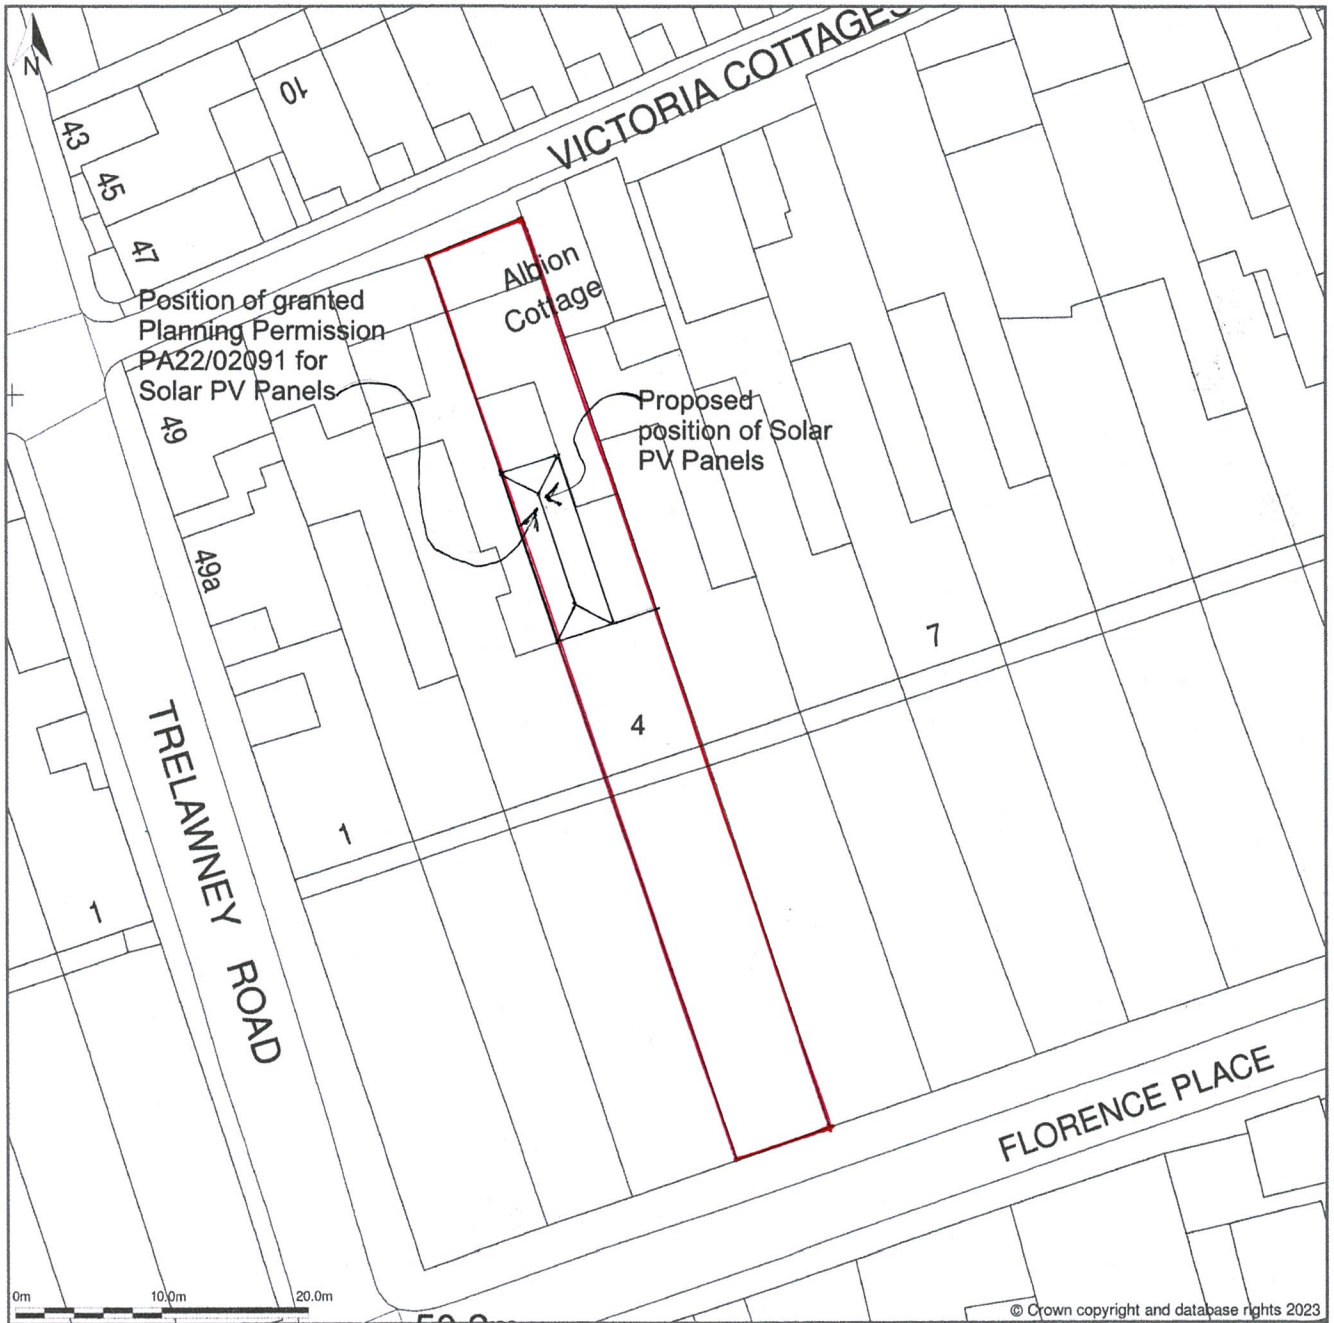 N
VICTORIA COTTAGES
10
43
45
47
Albion
Cottage
Position of granted
Planning Permission
PA22/02091 for
Solar PV Panels
Proposed
position of Solar
PV Panels
49
49a
7
4
1
1
TRELAWNEY ROAD
FLORENCE PLACE
0m 10.0m 20.0m
© Crown copyright and database rights 2023